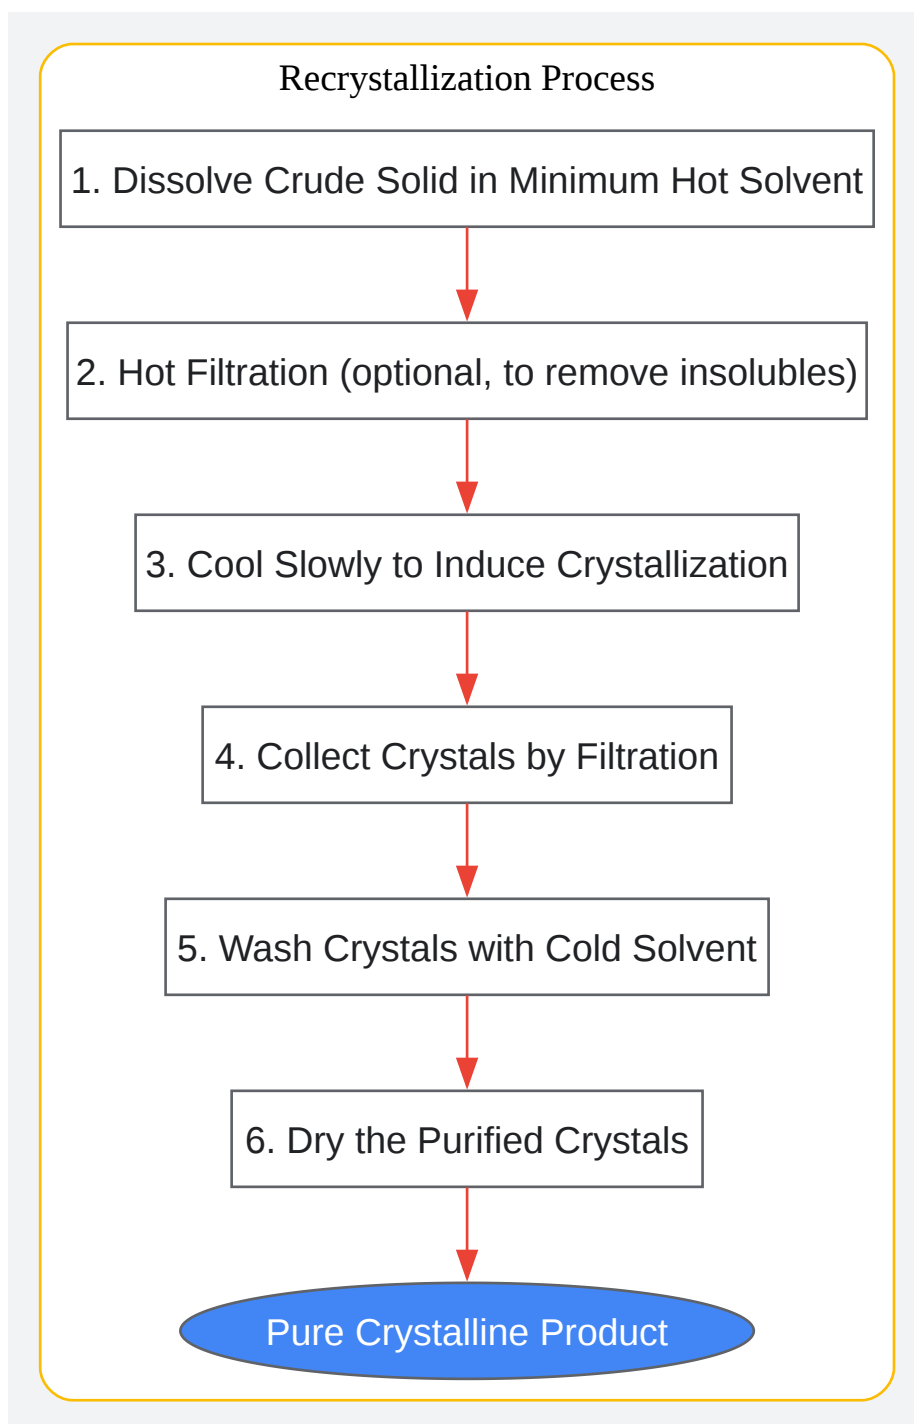 Recrystallization Process
1. Dissolve Crude Solid in Minimum Hot Solvent
2. Hot Filtration (optional, to remove insolubles)
3. Cool Slowly to Induce Crystallization
4. Collect Crystals by Filtration
5. Wash Crystals with Cold Solvent
6. Dry the Purified Crystals
Pure Crystalline Product